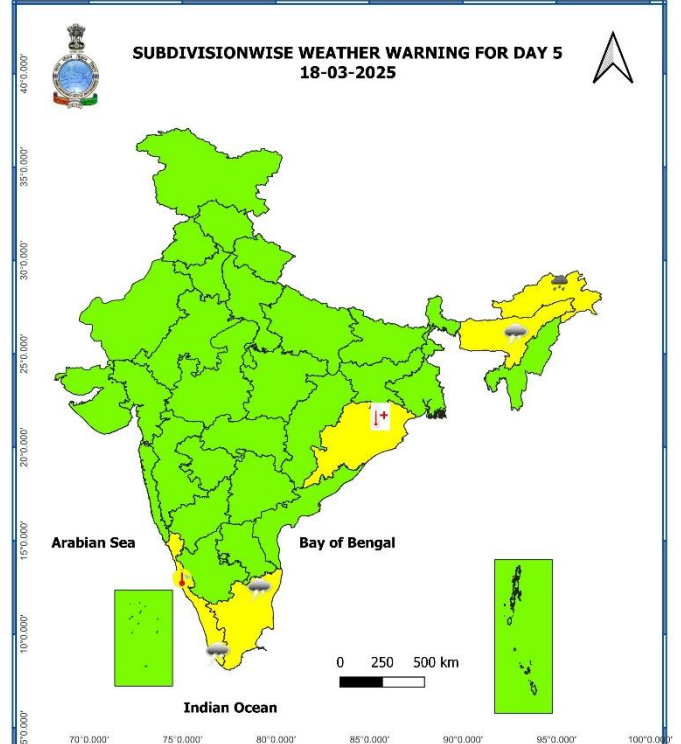 SUBDIVISIONWISE WEATHER WARNING FOR DAY 5
18-03-2025
40°0.000'
35°0.000'
30°0.000'
25°0.000'
20°0.000'
15°0.000'
10°0.000'
5°0.000'
Arabian Sea
Bay of Bengal
0 250 500 km
Indian Ocean
70°0.000' 75°0.000' 80°0.000' 85°0.000' 90°0.000' 95°0.000' 100°0.000'